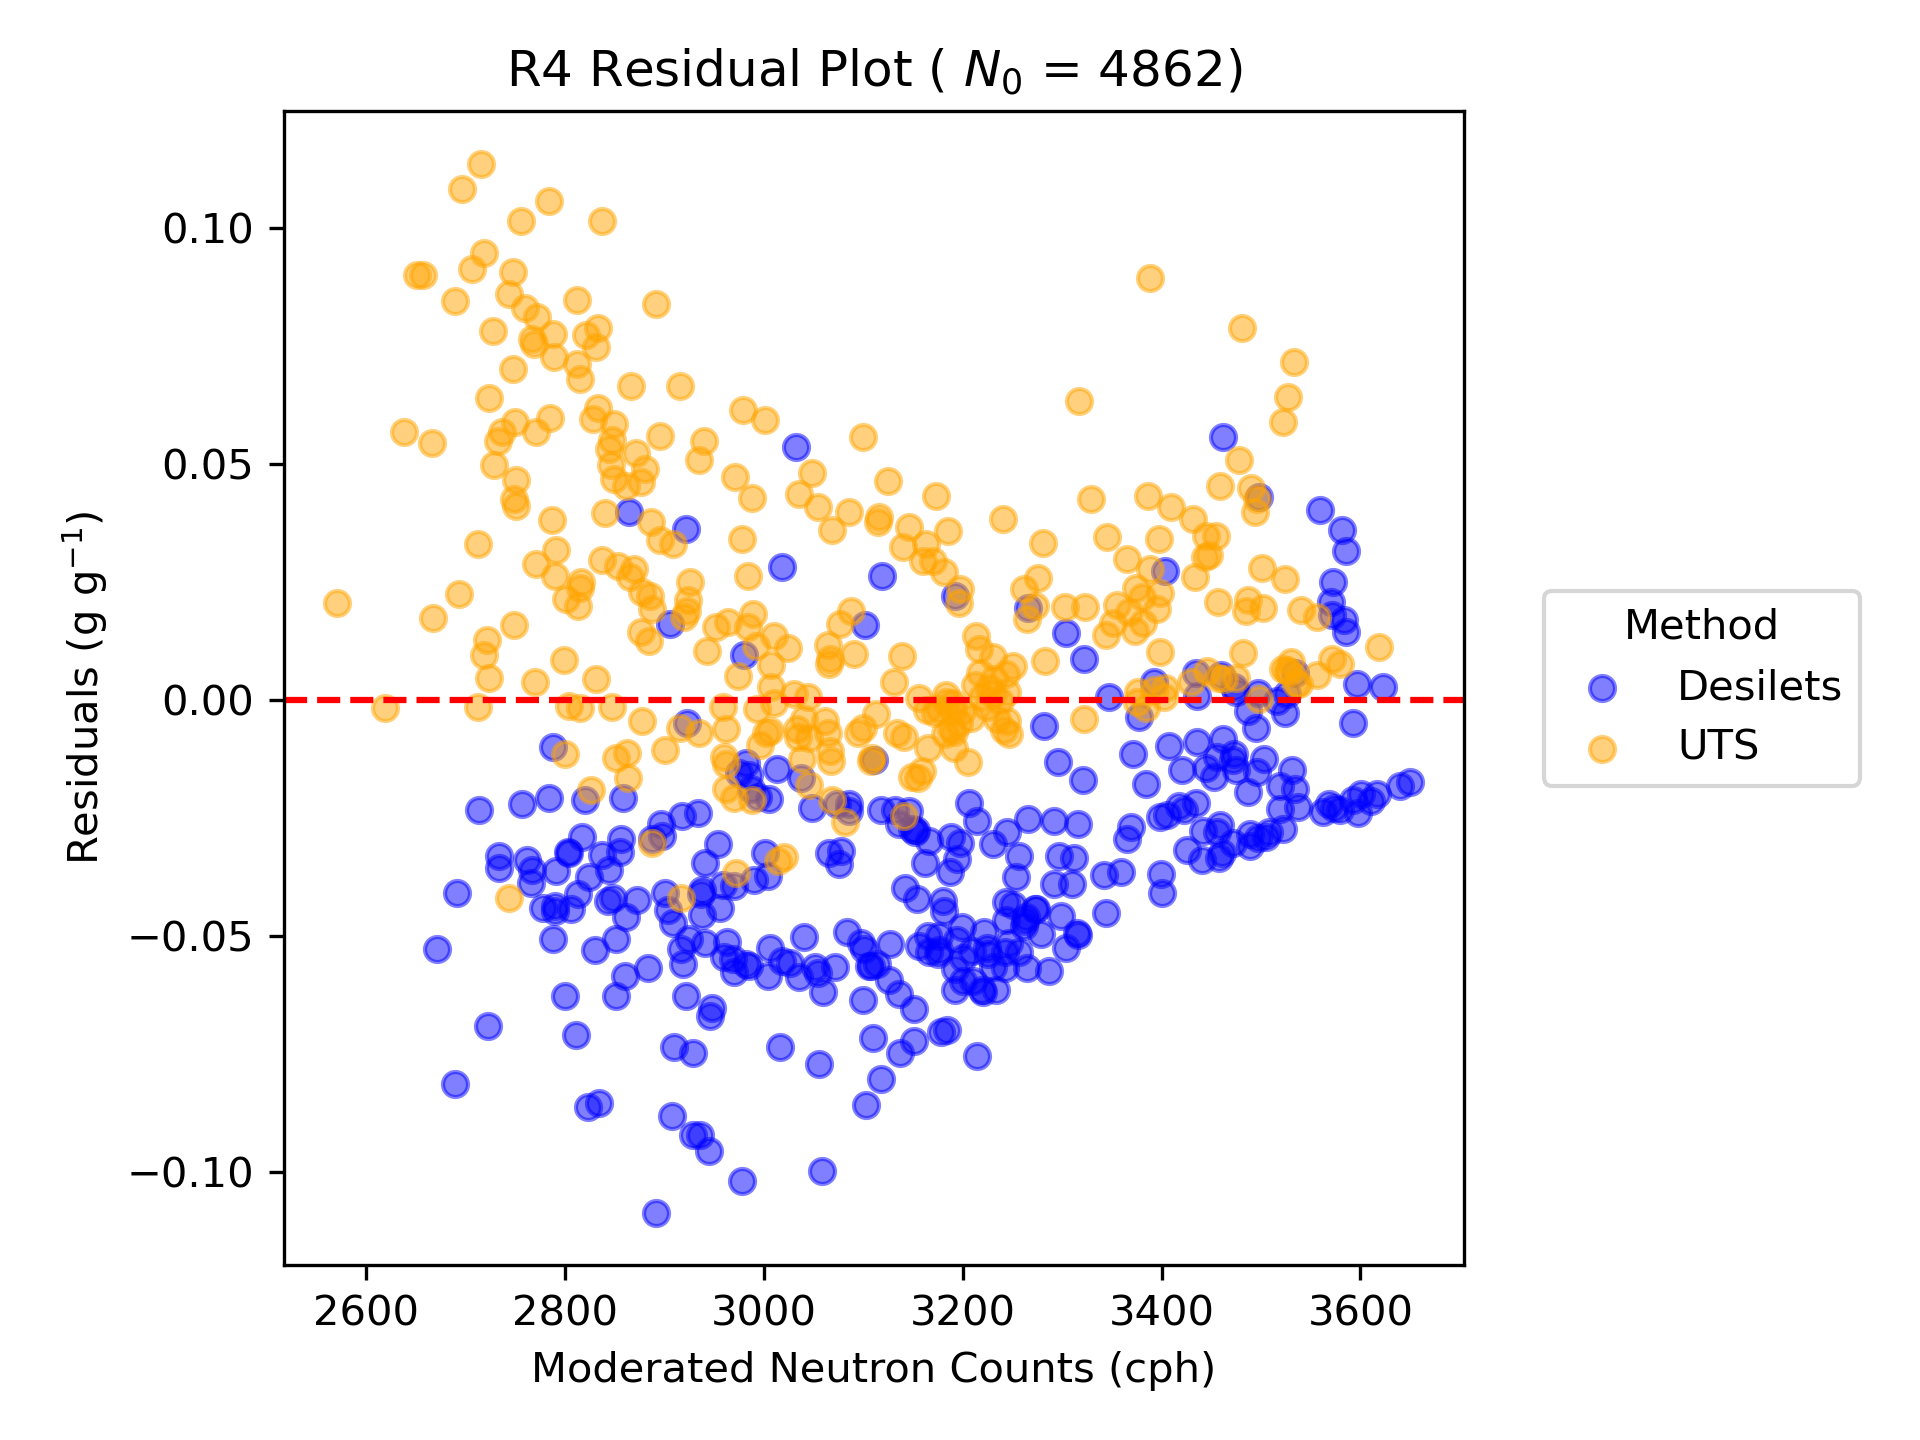 R4 Residual Plot ( N₀ = 4862)
Residuals (g g⁻¹)
0.10
0.05
0.00
−0.05
−0.10
2600 2800 3000 3200 3400 3600
Moderated Neutron Counts (cph)
Method
Desilets
UTS